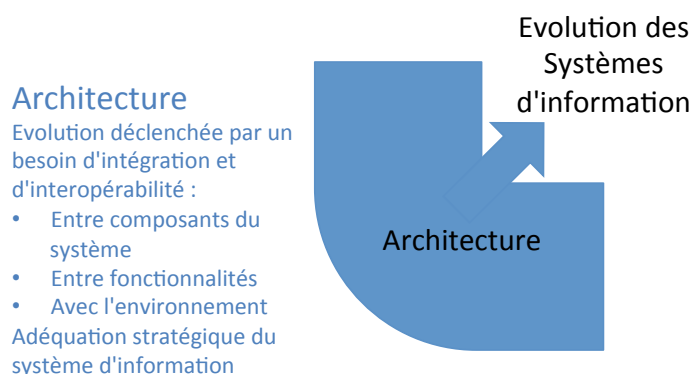 Evolution des
Systèmes
d'information
Architecture
Evolution déclenchée par un
besoin d'intégration et
d'interopérabilité :
• Entre composants du
système
• Entre fonctionnalités
• Avec l'environnement
Adéquation stratégique du
système d'information
Architecture